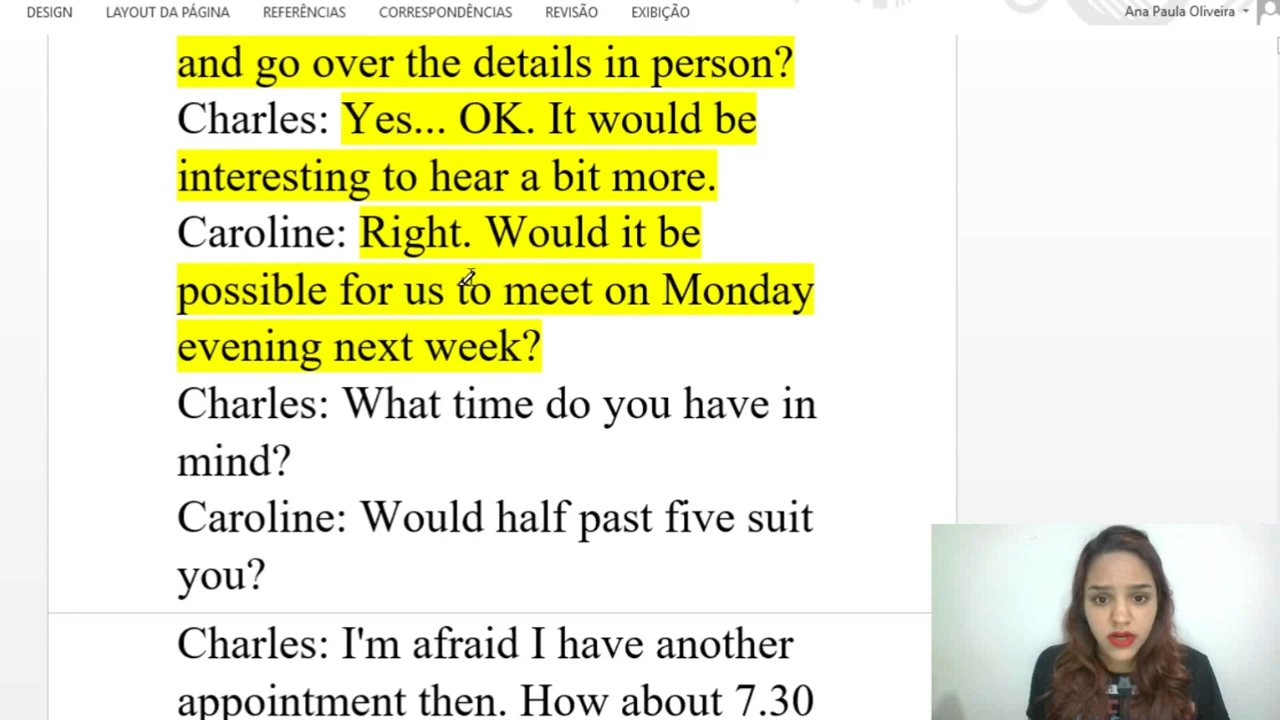 DESIGN LAYOUT DA PÁGINA REFERÊNCIAS CORRESPONDÊNCIAS REVISÃO EXIBIÇÃO Ana Paula Oliveira
and go over the details in person?
Charles: Yes... OK. It would be
interesting to hear a bit more.
Caroline: Right. Would it be
possible for us to meet on Monday
evening next week?
Charles: What time do you have in
mind?
Caroline: Would half past five suit
you?
Charles: I'm afraid I have another
appointment then. How about 7.30